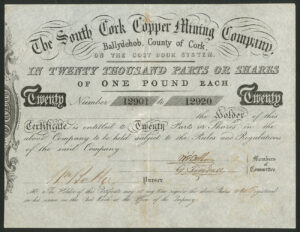 The South Cork Copper Mining Company,
Ballydehob, County of Cork
ON THE COST BOOK SYSTEM.
IN TWENTY THOUSAND PARTS OR SHARES
OF ONE POUND EACH
Twenty Number 12901 to 12920 Twenty
the Holder of this
Certificate is entitled to Twenty Parts or Shares in the
above Company to be held subject to the Rules and Regulations
of the said Company.
Members
Committee
Purser